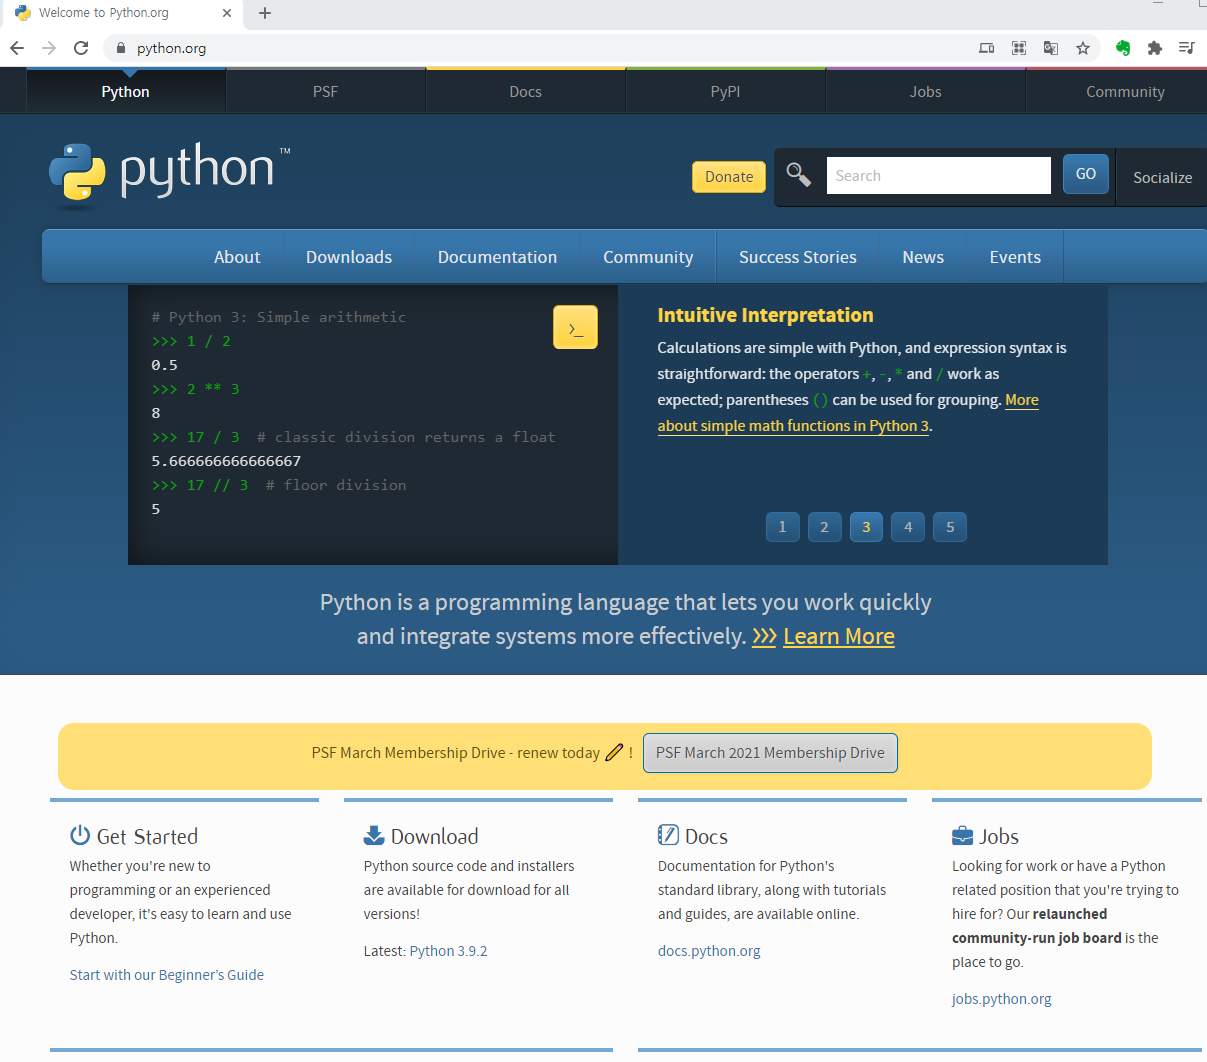 Welcome to Python.org
python.org
Python PSF Docs PyPI Jobs Community
python™
Donate Search GO Socialize
About Downloads Documentation Community Success Stories News Events
# Python 3: Simple arithmetic
>>> 1 / 2
0.5
>>> 2 ** 3
8
>>> 17 / 3  # classic division returns a float
5.666666666666667
>>> 17 // 3  # floor division
5
>_
Intuitive Interpretation
Calculations are simple with Python, and expression syntax is
straightforward: the operators +, -, * and / work as
expected; parentheses () can be used for grouping. More
about simple math functions in Python 3.
1 2 3 4 5
Python is a programming language that lets you work quickly
and integrate systems more effectively. >>> Learn More
PSF March Membership Drive - renew today ! PSF March 2021 Membership Drive
Get Started
Whether you're new to
programming or an experienced
developer, it's easy to learn and use
Python.
Start with our Beginner’s Guide
Download
Python source code and installers
are available for download for all
versions!
Latest: Python 3.9.2
Docs
Documentation for Python's
standard library, along with tutorials
and guides, are available online.
docs.python.org
Jobs
Looking for work or have a Python
related position that you're trying to
hire for? Our relaunched
community-run job board is the
place to go.
jobs.python.org